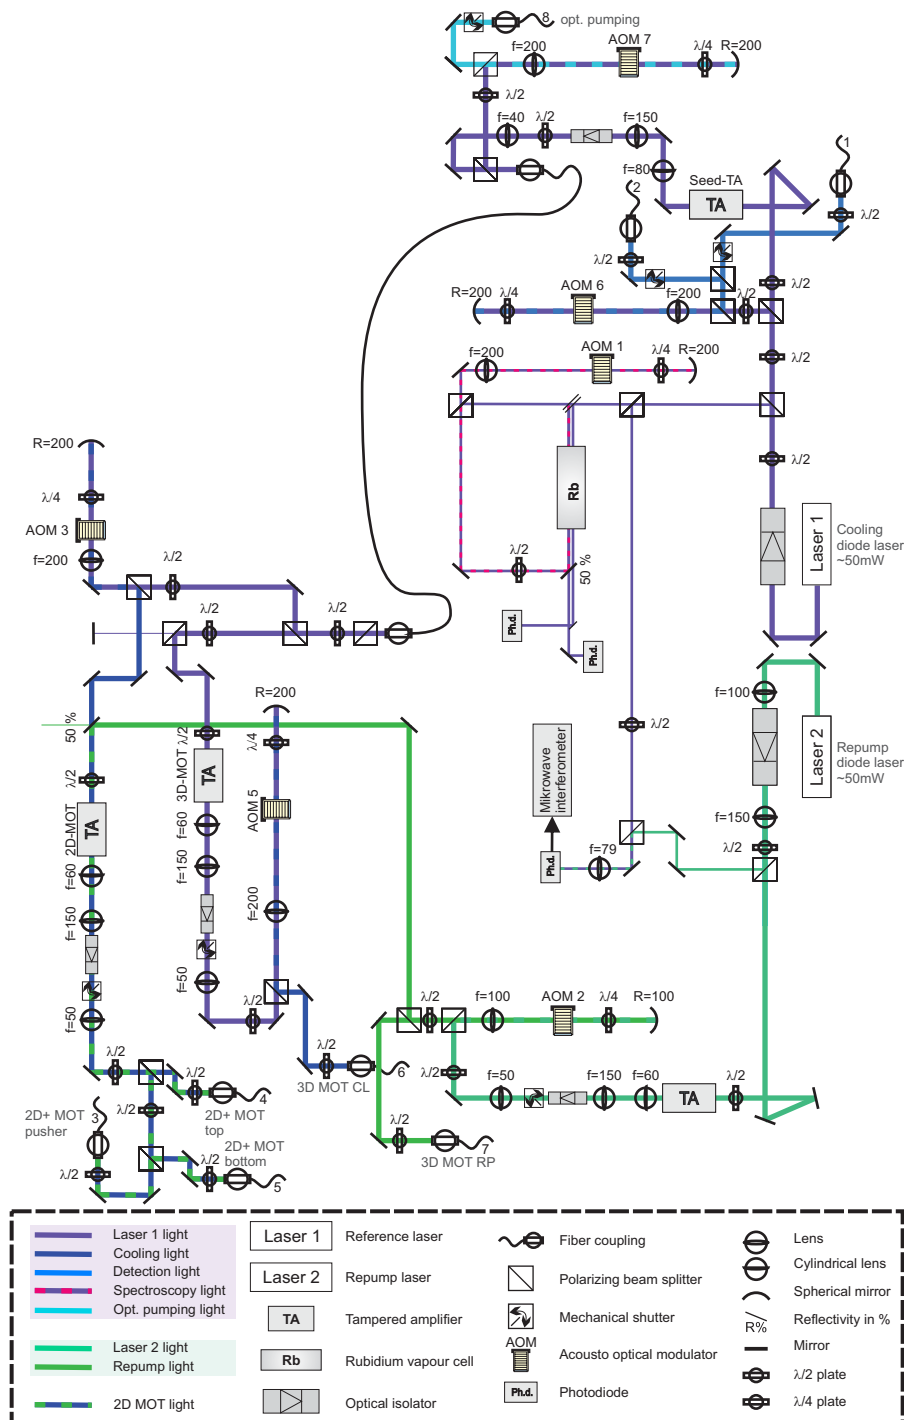 8 opt. pumping
f=200
AOM 7
λ/4
R=200
λ/2
f=40
λ/2
f=150
1
f=80
Seed-TA
TA
2
λ/2
λ/2
λ/2
R=200
λ/4
AOM 6
f=200
λ/2
f=200
AOM 1
λ/4
R=200
λ/2
R=200
λ/2
λ/4
Rb
AOM 3
Laser 1
Cooling
diode laser
~50mW
f=200
λ/2
λ/2
50 %
λ/2
λ/2
Ph.d.
Ph.d.
R=200
f=100
50 %
λ/2
λ/4
λ/2
Laser 2
Repump
diode laser
~50mW
λ/2
3D-MOT
TA
Mikrowave
interferometer
2D-MOT
TA
AOM 5
f=60
f=150
λ/2
f=60
f=150
f=79
Ph.d.
f=150
f=200
f=50
f=50
λ/2
λ/2
f=100
AOM 2
λ/4
R=100
λ/2
λ/2
λ/2
f=50
f=150
f=60
TA
λ/2
3D MOT CL
6
λ/2
4
2D+ MOT
pusher
3
λ/2
2D+ MOT
top
λ/2
7
3D MOT RP
2D+ MOT
bottom
λ/2
λ/2
5
Laser 1 light
Cooling light
Detection light
Spectroscopy light
Opt. pumping light
Laser 2 light
Repump light
2D MOT light
Laser 1
Reference laser
Laser 2
Repump laser
TA
Tampered amplifier
Rb
Rubidium vapour cell
Optical isolator
Fiber coupling
Polarizing beam splitter
Mechanical shutter
AOM
Acousto optical modulator
Ph.d.
Photodiode
Lens
Cylindrical lens
Spherical mirror
R%
Reflectivity in %
Mirror
λ/2 plate
λ/4 plate